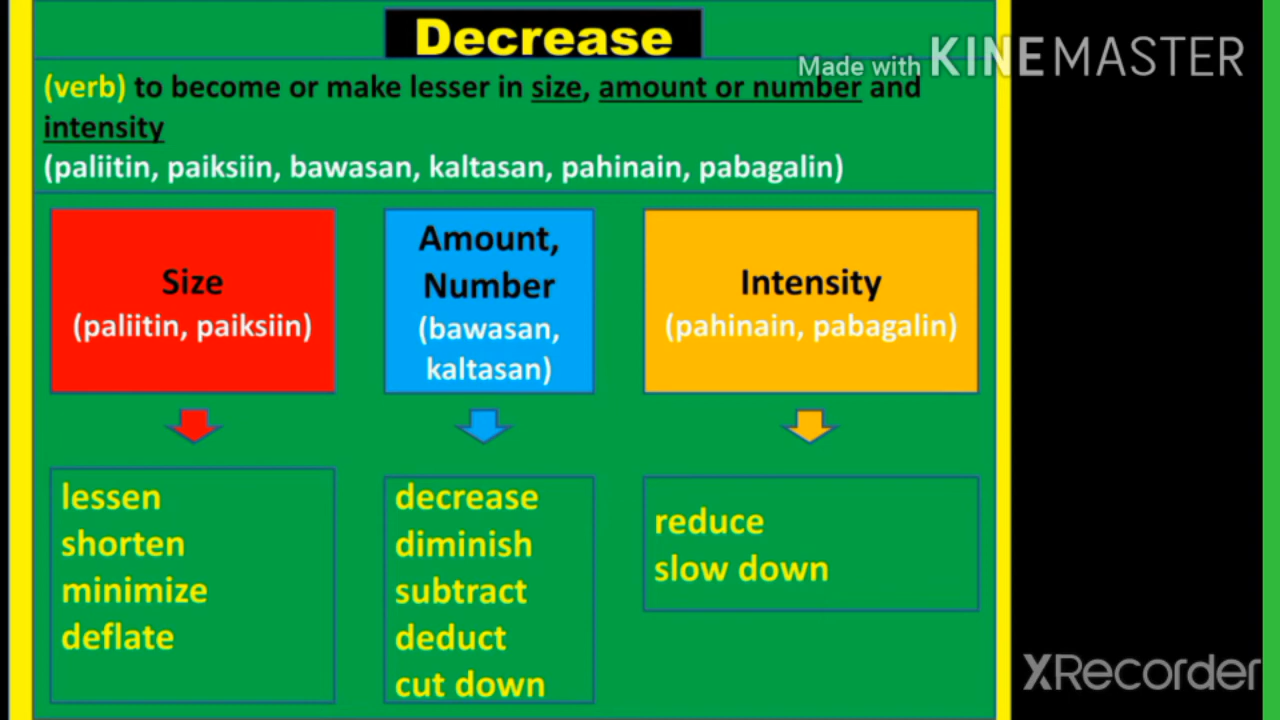 Decrease
Made with KINEMASTER
(verb) to become or make lesser in size, amount or number and
intensity
(paliitin, paiksiin, bawasan, kaltasan, pahinain, pabagalin)
Size
(paliitin, paiksiin)
Amount,
Number
(bawasan,
kaltasan)
Intensity
(pahinain, pabagalin)
lessen
shorten
minimize
deflate
decrease
diminish
subtract
deduct
cut down
reduce
slow down
XRecorder